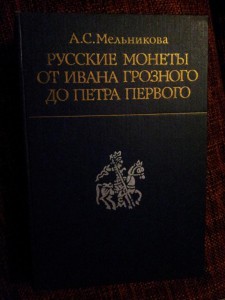 А.С.Мельникова
РУССКИЕ МОНЕТЫ
ОТ ИВАНА ГРОЗНОГО
ДО ПЕТРА ПЕРВОГО